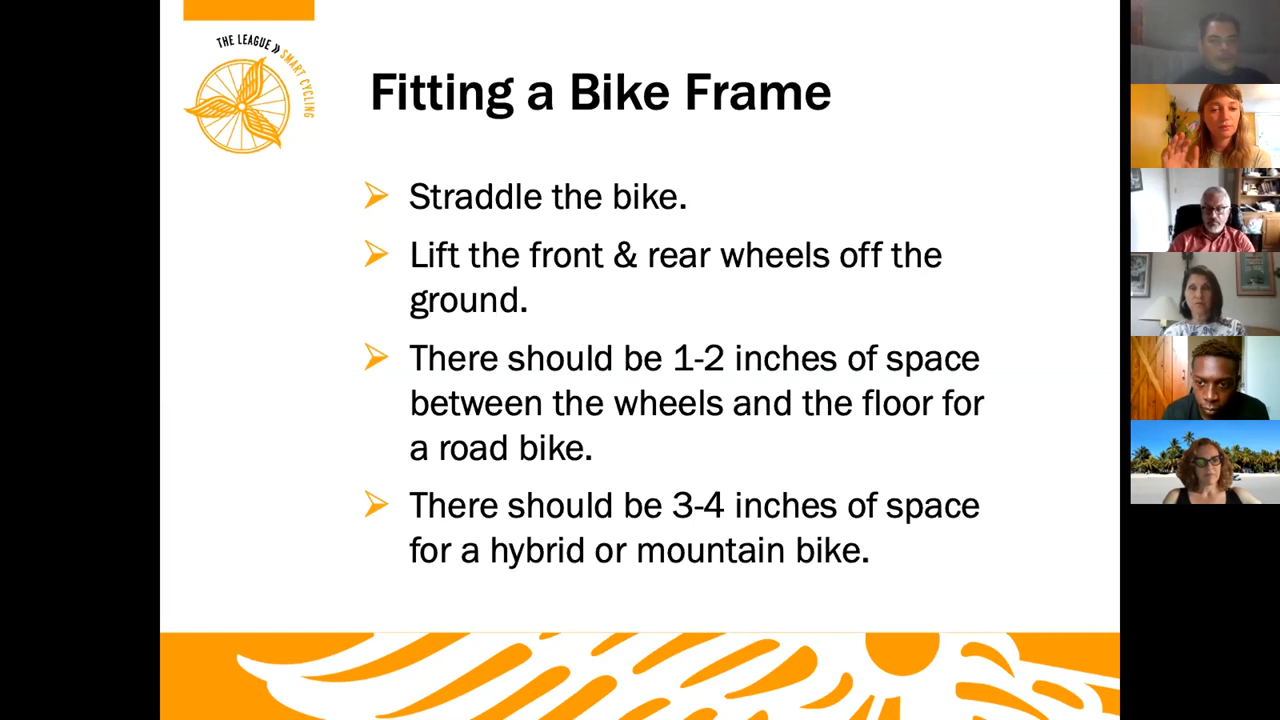 THE LEAGUE » SMART CYCLING
Fitting a Bike Frame
Straddle the bike.
Lift the front & rear wheels off the
ground.
There should be 1-2 inches of space
between the wheels and the floor for
a road bike.
There should be 3-4 inches of space
for a hybrid or mountain bike.